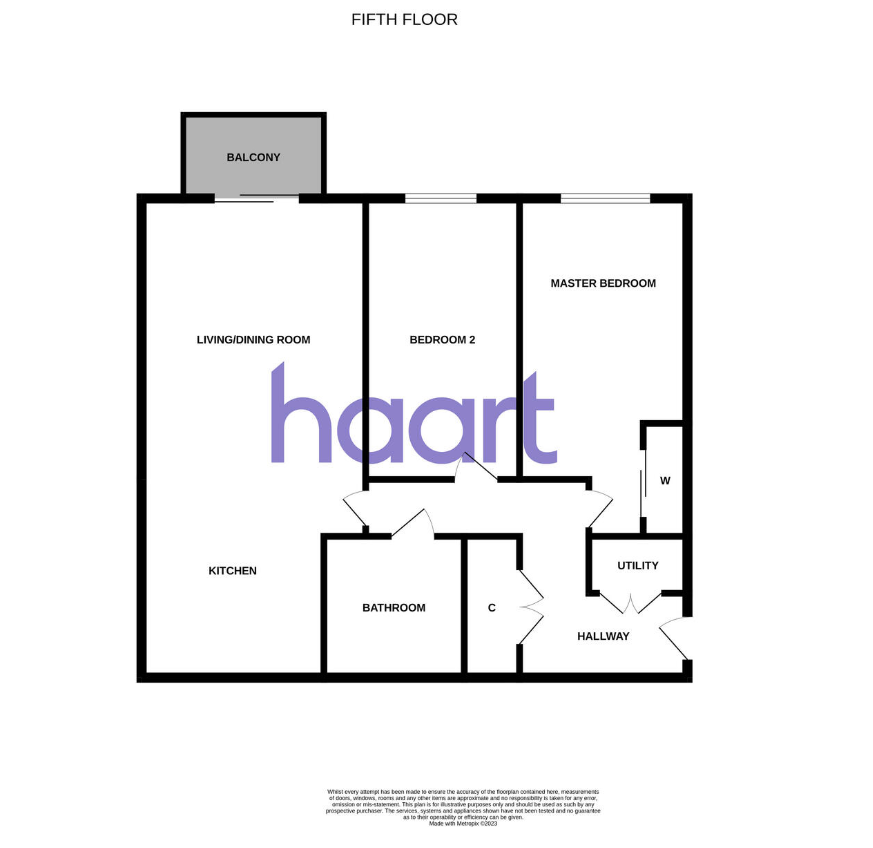 FIFTH FLOOR
BALCONY
MASTER BEDROOM
LIVING/DINING ROOM
BEDROOM 2
haart
W
UTILITY
KITCHEN
BATHROOM
C
HALLWAY
Whilst every attempt has been made to ensure the accuracy of the floorplan contained here, measurements
of doors, windows, rooms and any other items are approximate and no responsibility is taken for any error,
omission or mis-statement. This plan is for illustrative purposes only and should be used as such by any
prospective purchaser. The services, systems and appliances shown have not been tested and no guarantee
as to their operability or efficiency can be given.
Made with Metropix ©2023